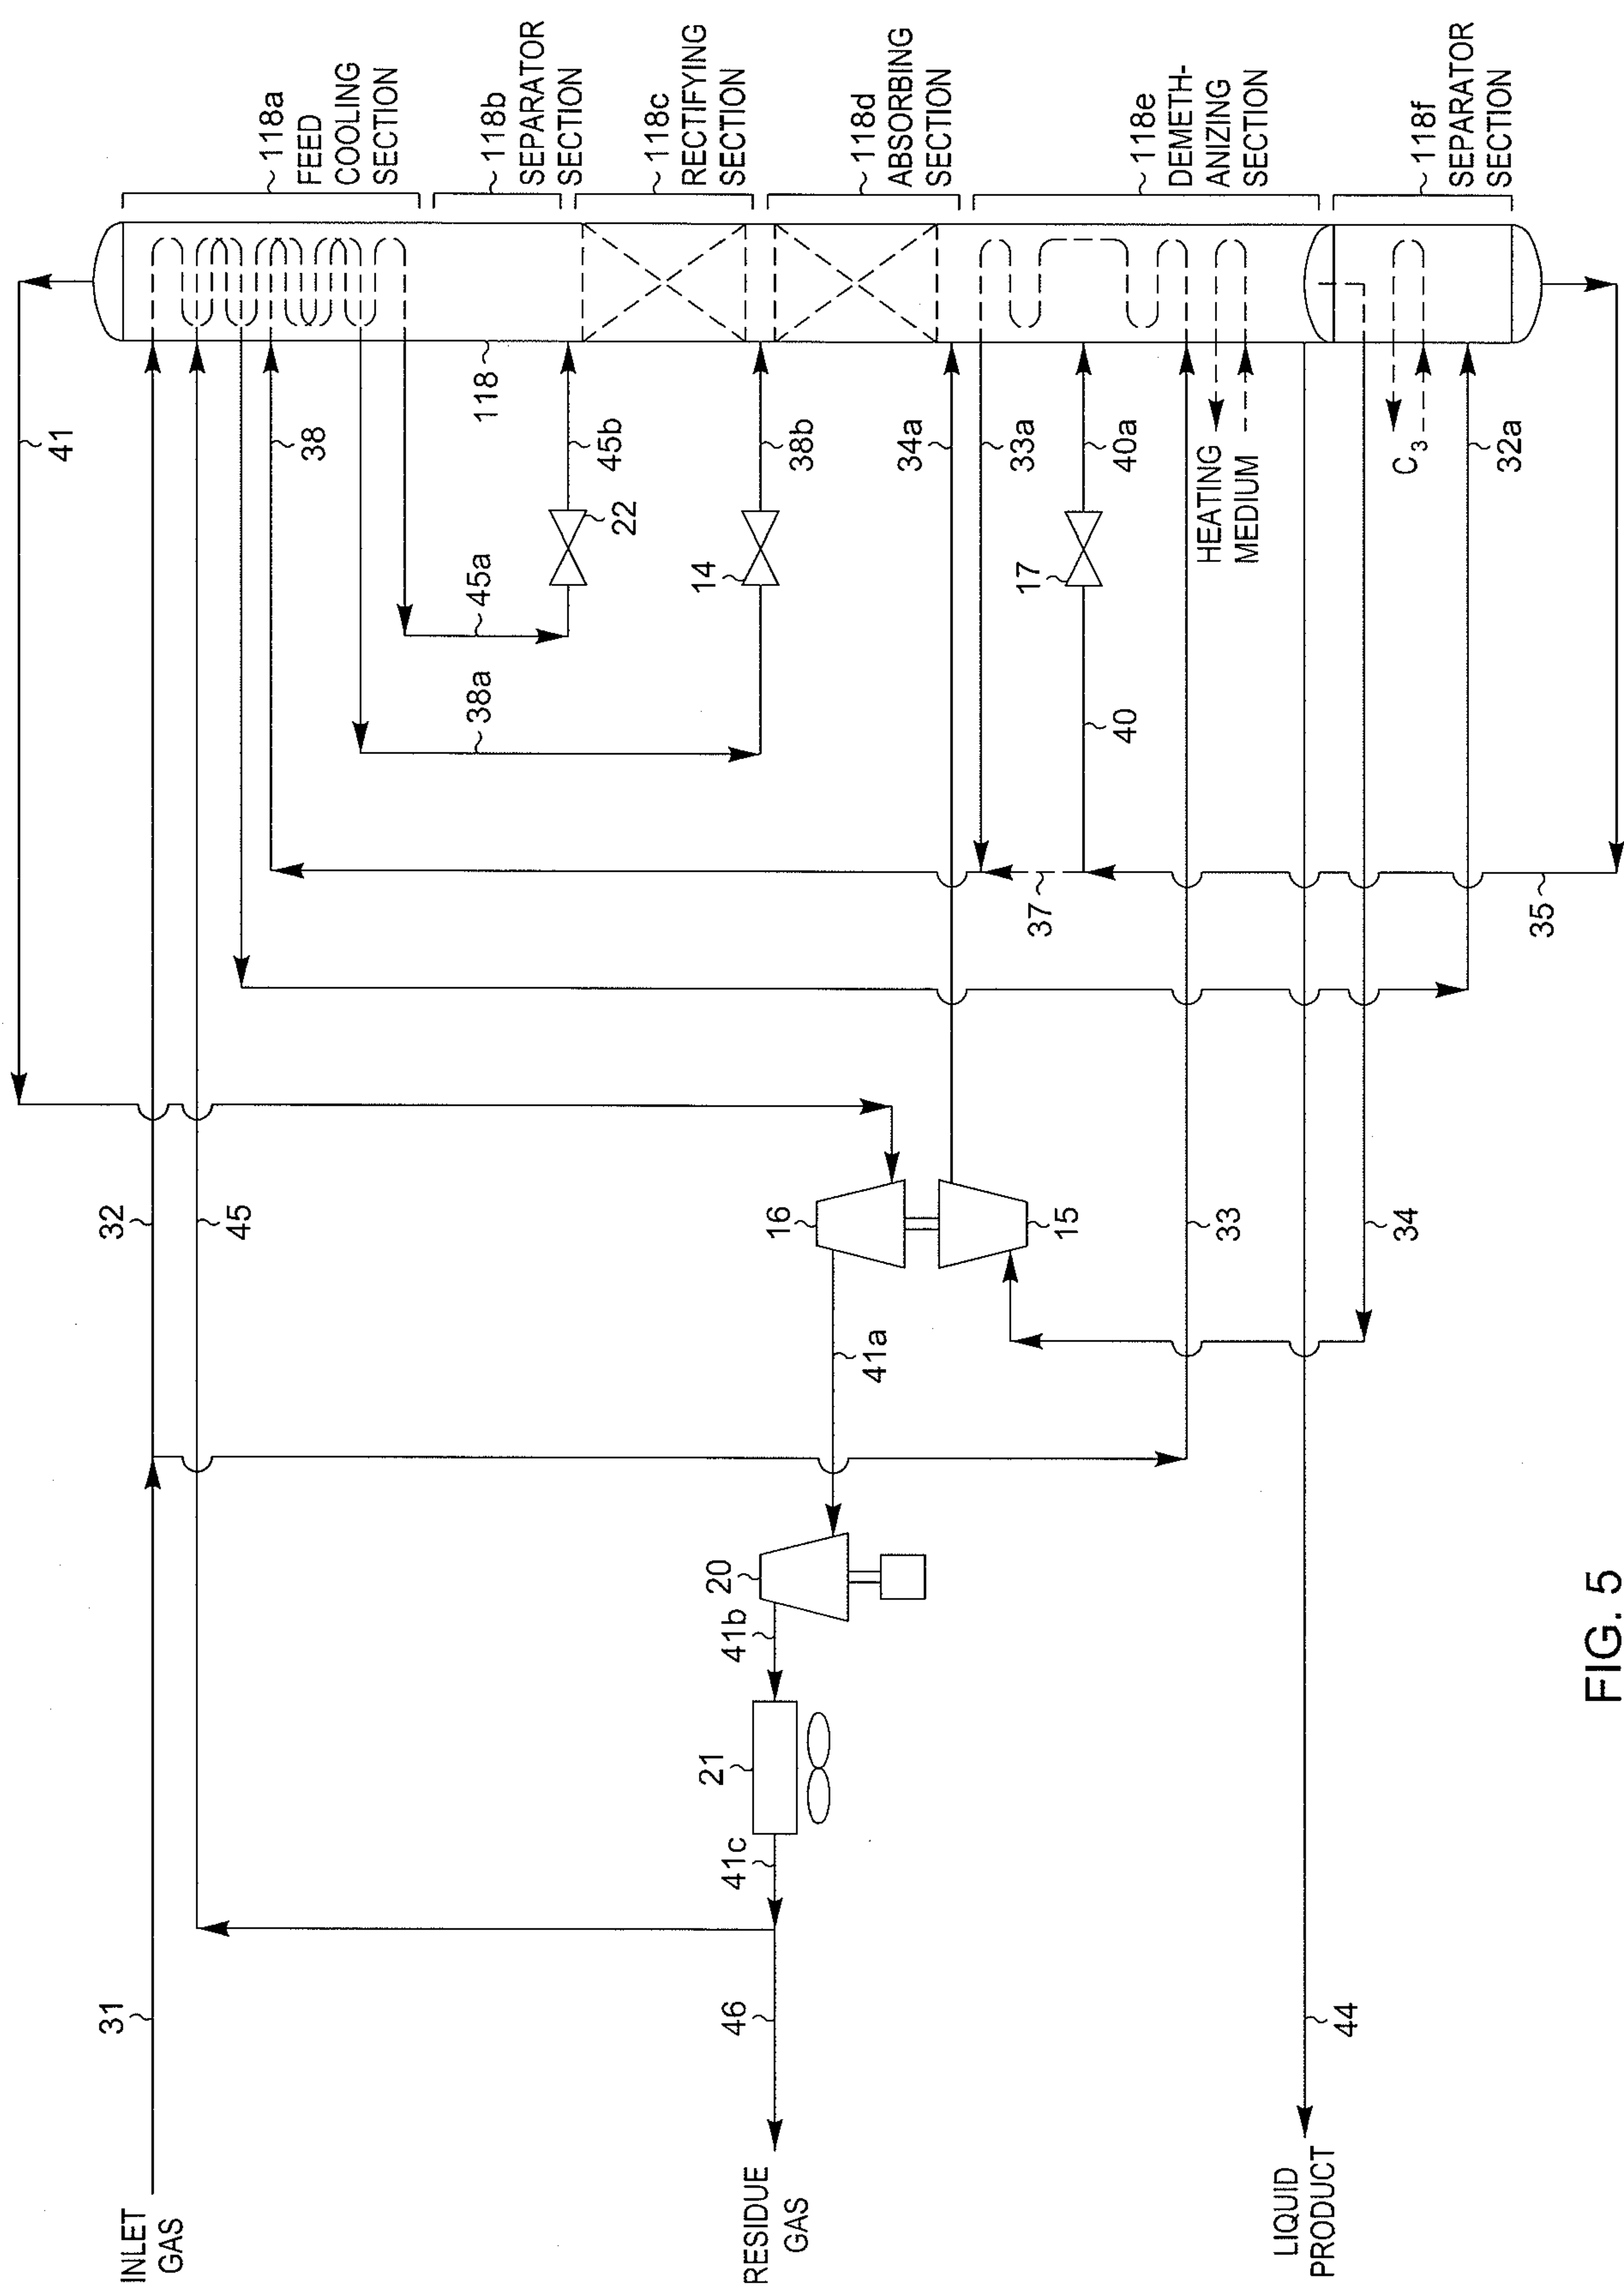 118a
FEED
COOLING
SECTION
118b
SEPARATOR
SECTION
118c
RECTIFYING
SECTION
118d
ABSORBING
SECTION
118e
DEMETH-
ANIZING
SECTION
118f
SEPARATOR
SECTION
41
38
118
45b
38b
34a
33a
40a
HEATING
MEDIUM
C3
32a
22
14
17
45a
38a
40
37
35
32
45
16
15
33
34
41a
20
41b
21
41c
31
46
44
INLET
GAS
RESIDUE
GAS
LIQUID
PRODUCT
FIG. 5